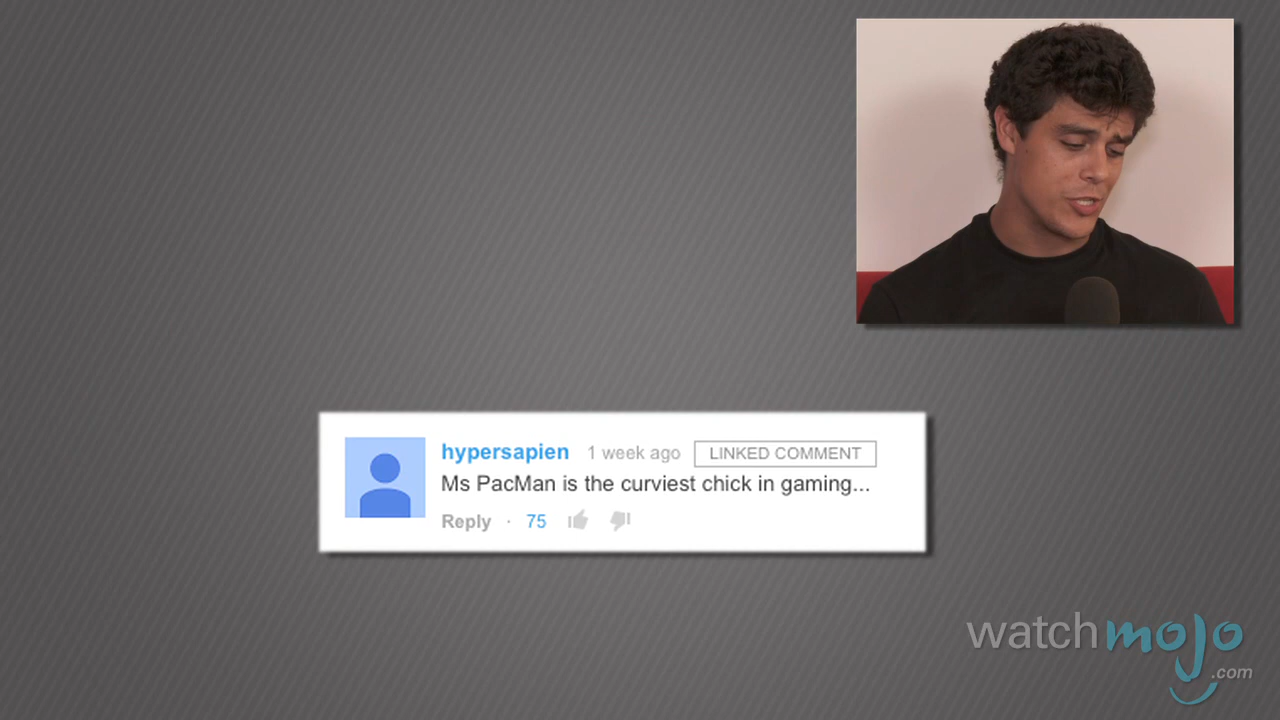 hypersapien 1 week ago LINKED COMMENT
Ms PacMan is the curviest chick in gaming...
Reply · 75
watchmojo
.com